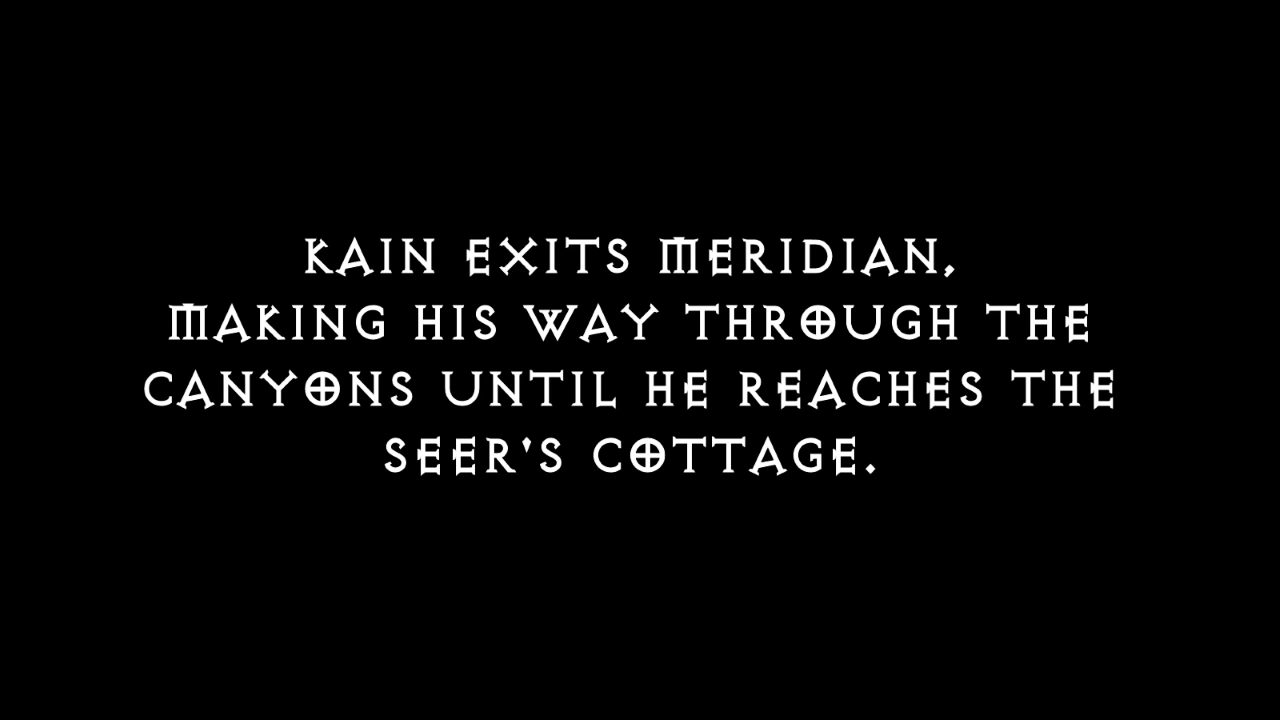 KAIN EXITS MERIDIAN,
MAKING HIS WAY THROUGH THE
CANYONS UNTIL HE REACHES THE
SEER'S COTTAGE.